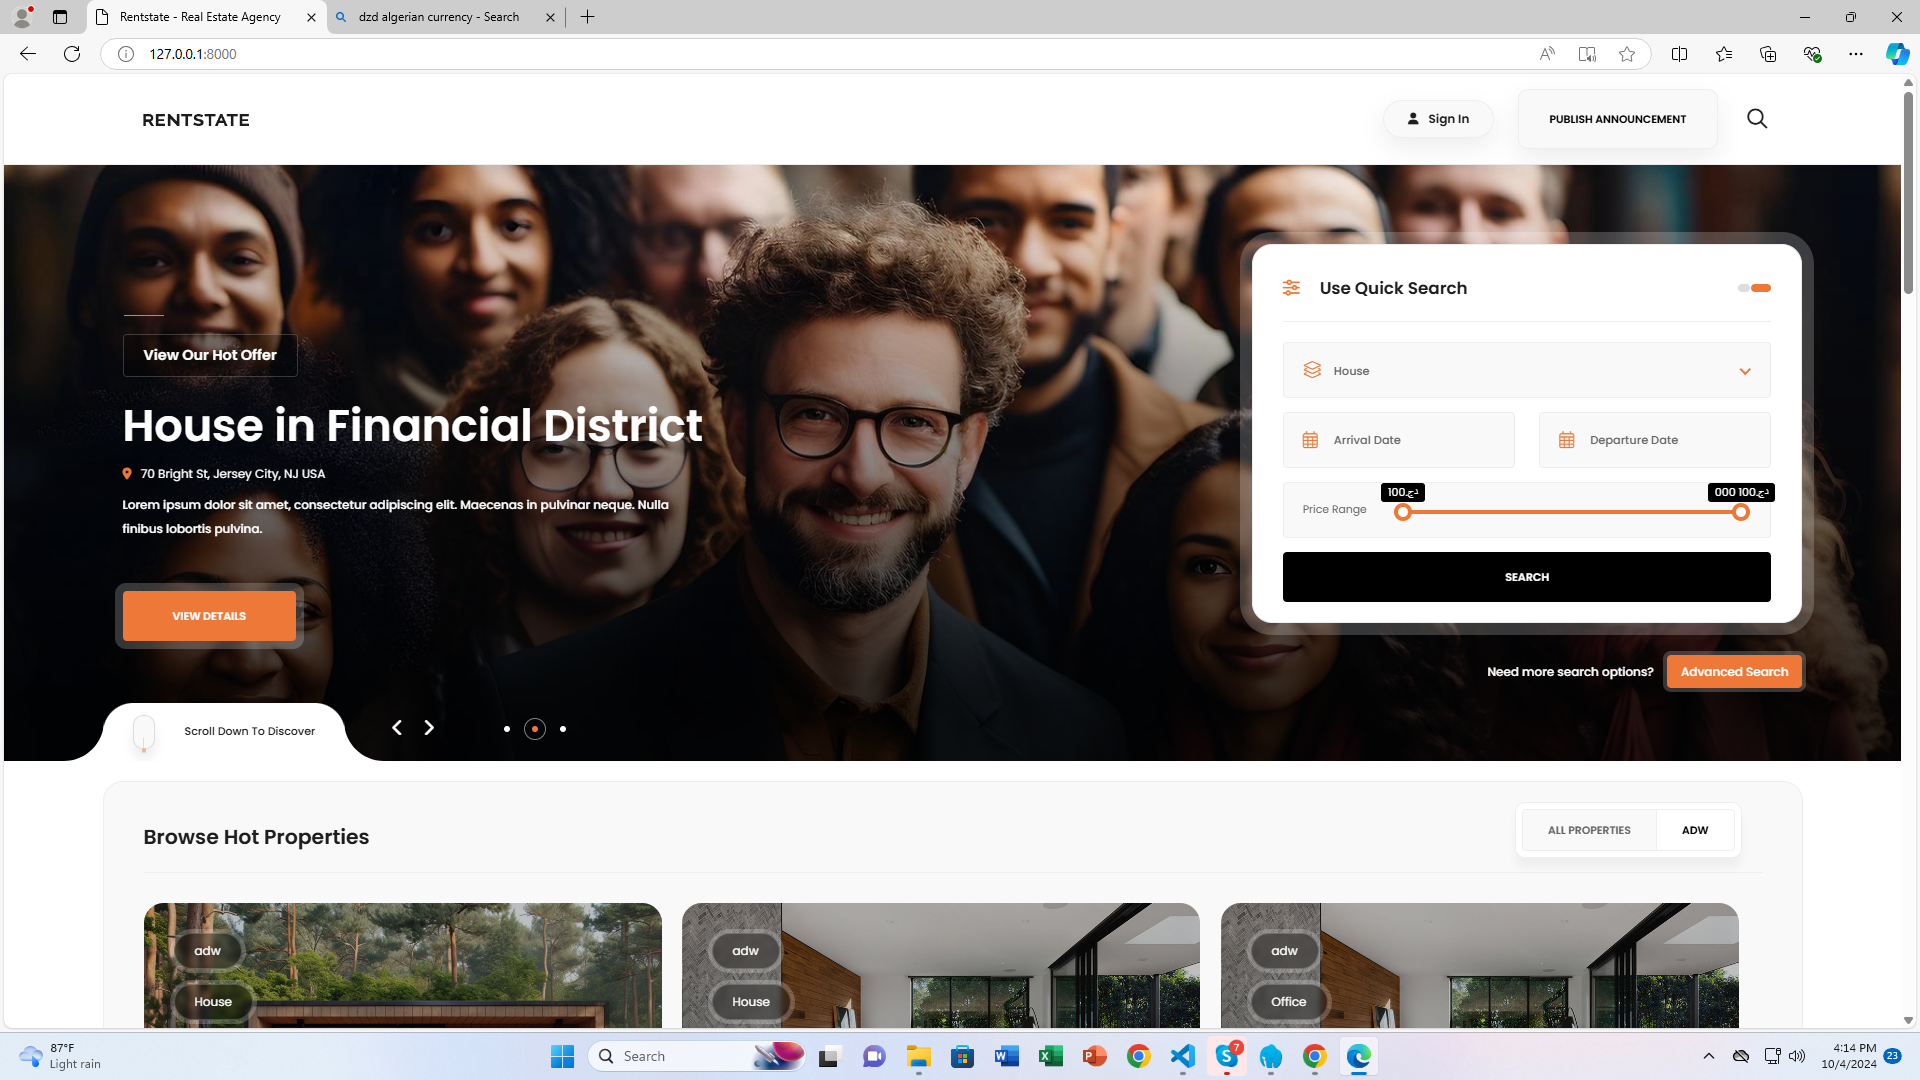 Rentstate - Real Estate Agency
dzd algerian currency - Search
127.0.0.1:8000
RENTSTATE
Sign In
PUBLISH ANNOUNCEMENT
View Our Hot Offer
House in Financial District
70 Bright St, Jersey City, NJ USA
Lorem ipsum dolor sit amet, consectetur adipiscing elit. Maecenas in pulvinar neque. Nulla
finibus lobortis pulvina.
VIEW DETAILS
Scroll Down To Discover
Use Quick Search
House
Arrival Date
Departure Date
Price Range
دج.100
دج.100 000
SEARCH
Need more search options?
Advanced Search
Browse Hot Properties
ALL PROPERTIES
ADW
adw
House
adw
House
adw
Office
87°F
Light rain
Search
7
4:14 PM
10/4/2024
23